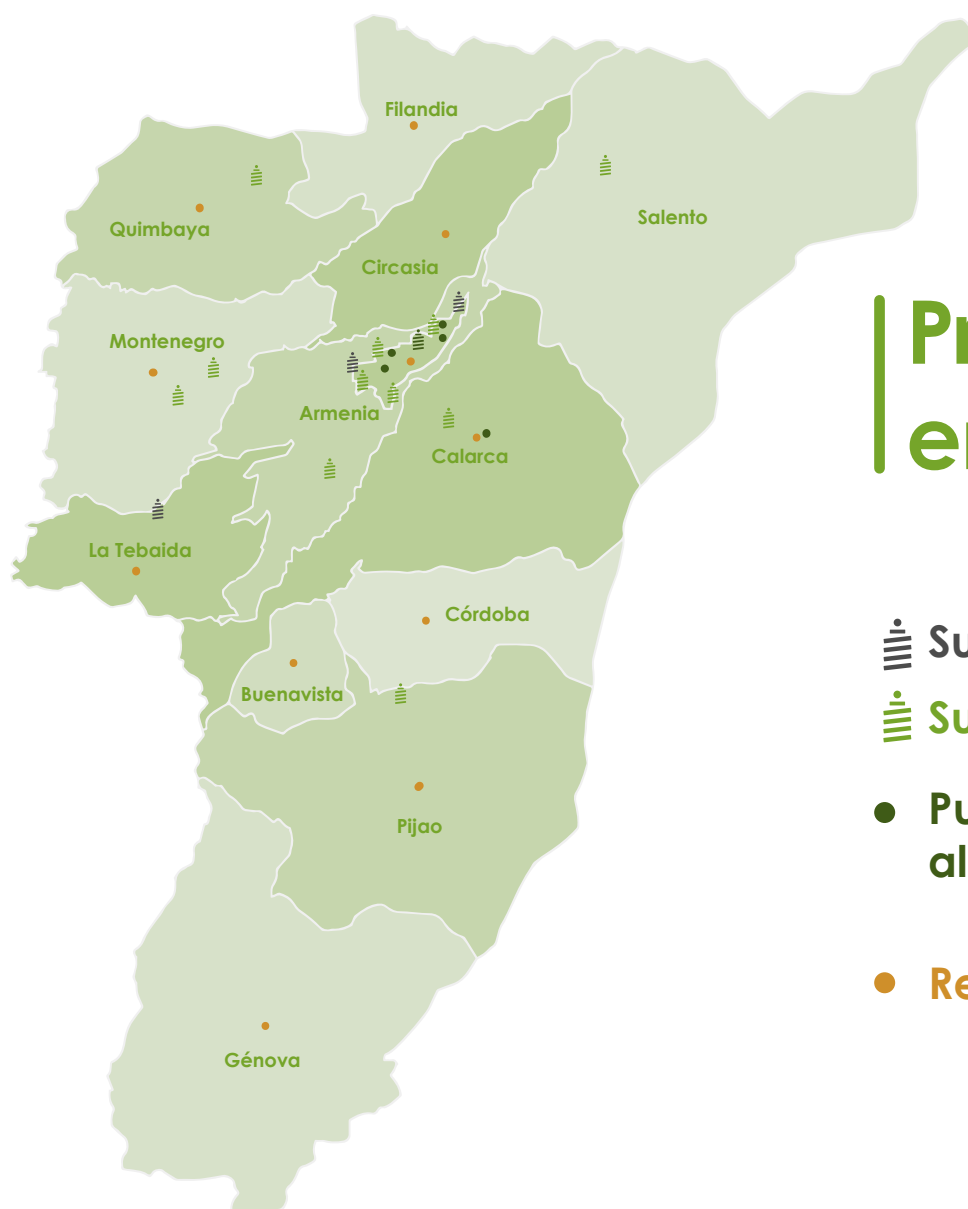 Filandia
Salento
Quimbaya
Circasia
Montenegro
Armenia
Calarca
La Tebaida
Córdoba
Buenavista
Pijao
Génova